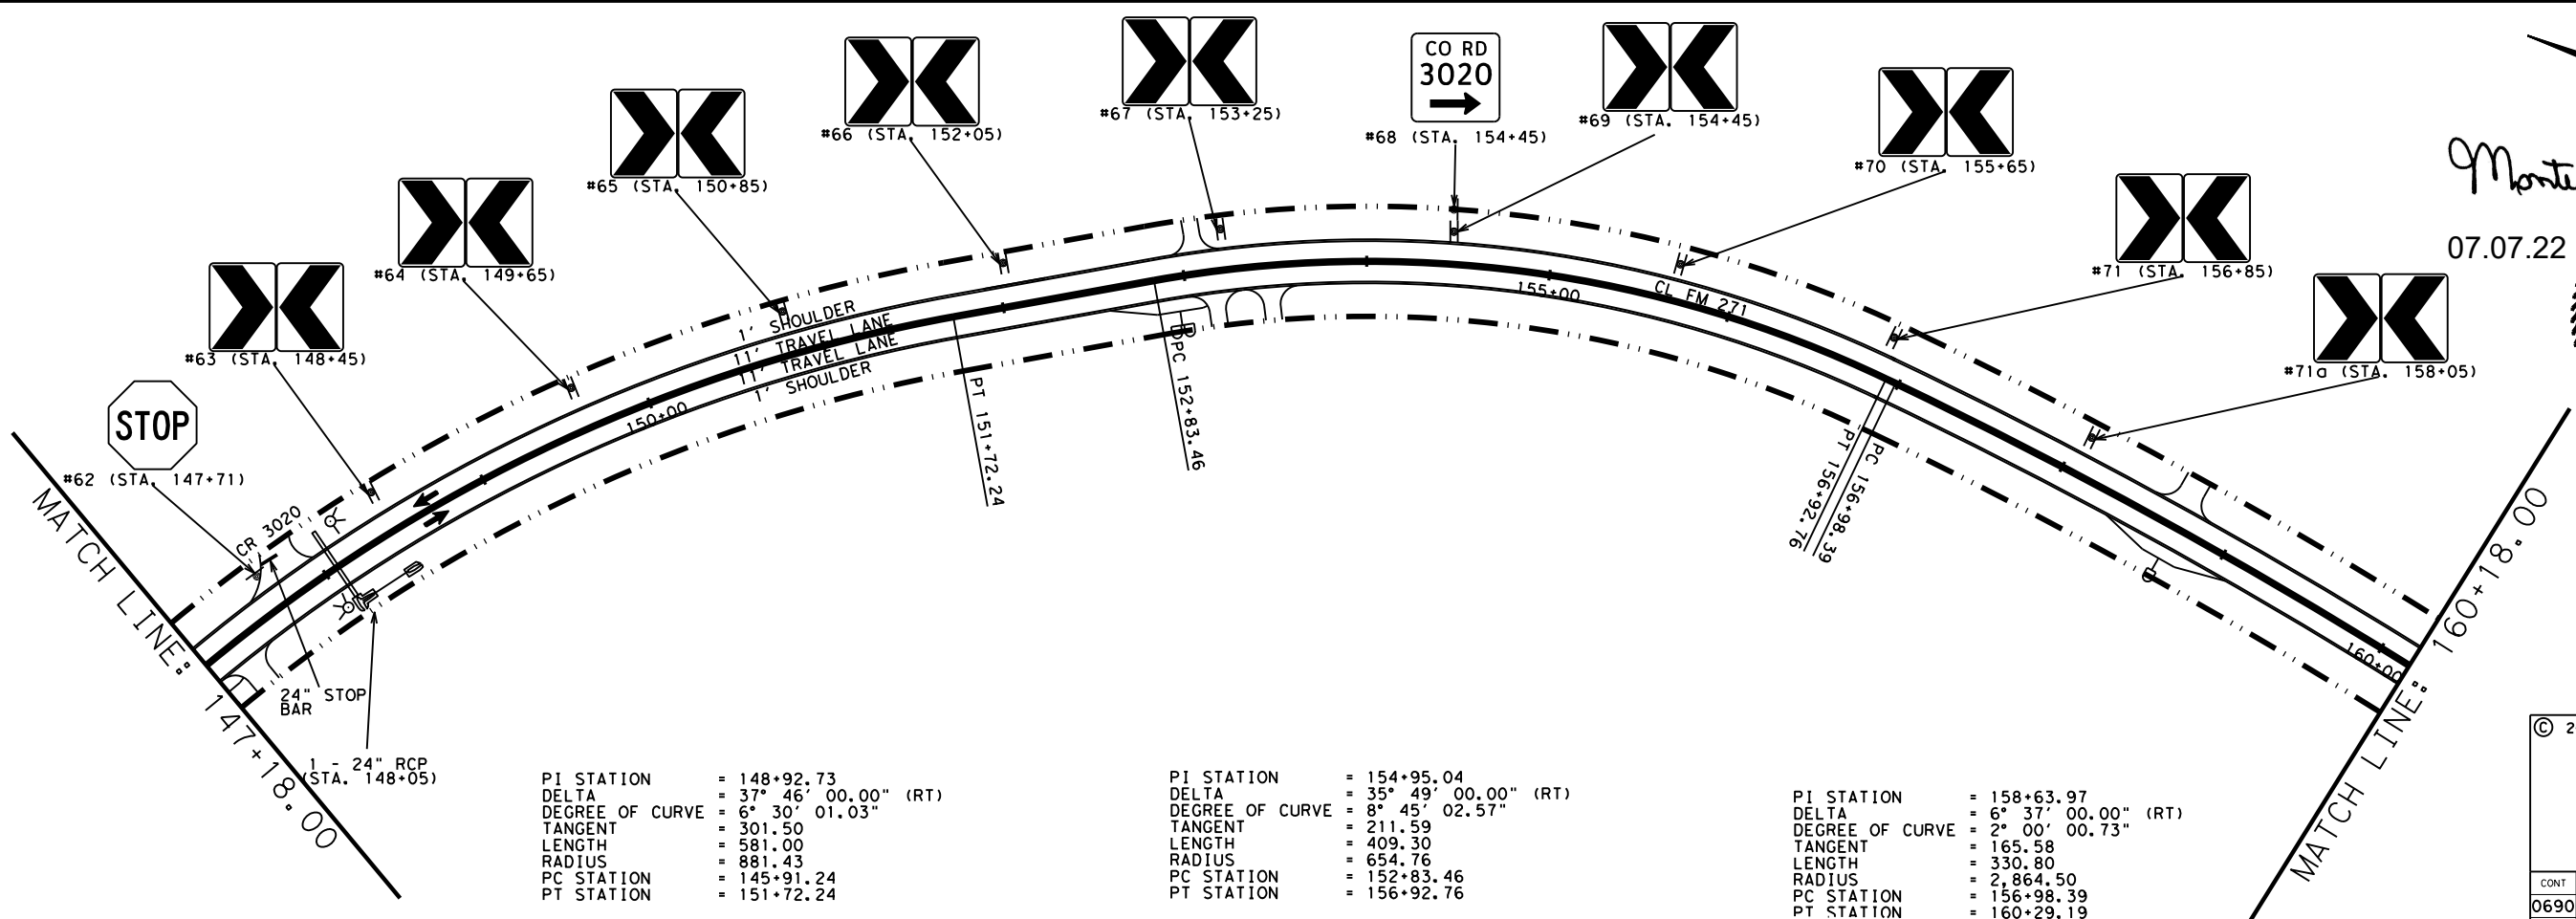 CO RD
3020
#67 (STA. 153+25)
#69 (STA. 154+45)
#66 (STA. 152+05)
#68 (STA. 154+45)
#70 (STA. 155+65)
#65 (STA. 150+85)
#64 (STA. 149+65)
#71 (STA. 156+85)
#63 (STA. 148+45)
#71a (STA. 158+05)
STOP
#62 (STA. 147+71)
07.07.22
1' SHOULDER
11' TRAVEL LANE
11' TRAVEL LANE
1' SHOULDER
150+00
155+00
CL FM 271
160+00
PT 151+72.24
PC 152+83.46
PT 156+92.76
PC 156+98.39
CR 3020
MATCH LINE: 147+18.00
MATCH LINE: 160+18.00
24" STOP
BAR
1 - 24" RCP
(STA. 148+05)
PI STATION = 148+92.73
DELTA = 37° 46' 00.00" (RT)
DEGREE OF CURVE = 6° 30' 01.03"
TANGENT = 301.50
LENGTH = 581.00
RADIUS = 881.43
PC STATION = 145+91.24
PT STATION = 151+72.24
PI STATION = 154+95.04
DELTA = 35° 49' 00.00" (RT)
DEGREE OF CURVE = 8° 45' 02.57"
TANGENT = 211.59
LENGTH = 409.30
RADIUS = 654.76
PC STATION = 152+83.46
PT STATION = 156+92.76
PI STATION = 158+63.97
DELTA = 6° 37' 00.00" (RT)
DEGREE OF CURVE = 2° 00' 00.73"
TANGENT = 165.58
LENGTH = 330.80
RADIUS = 2,864.50
PC STATION = 156+98.39
PT STATION = 160+29.19
© 2
CONT
0690